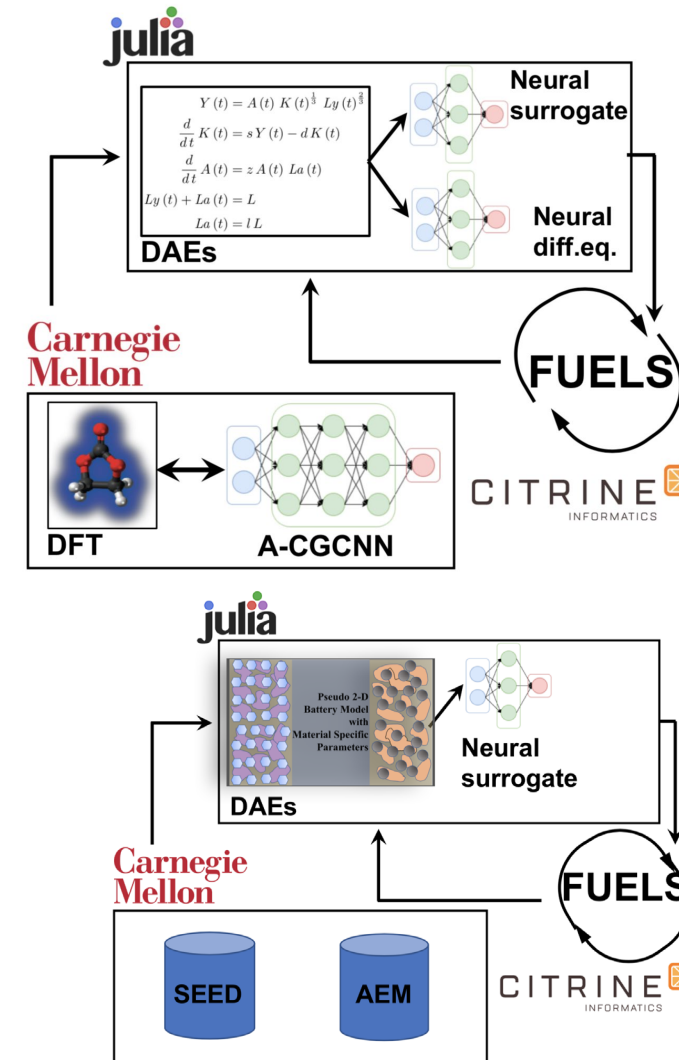 julia
Y (t) = A(t) K (t)^{1/3} Ly (t)^{2/3}
d/dt K (t) = s Y (t) − d K (t)
d/dt A(t) = z A(t) La (t)
Ly (t) + La (t) = L
La (t) = l L
DAEs
Neural
surrogate
Neural
diff.eq.
Carnegie
Mellon
FUELS
DFT
A-CGCNN
CITRINE
INFORMATICS
julia
Pseudo 2-D
Battery Model
with
Material Specific
Parameters
DAEs
Neural
surrogate
Carnegie
Mellon
FUELS
SEED
AEM
CITRINE
INFORMATICS